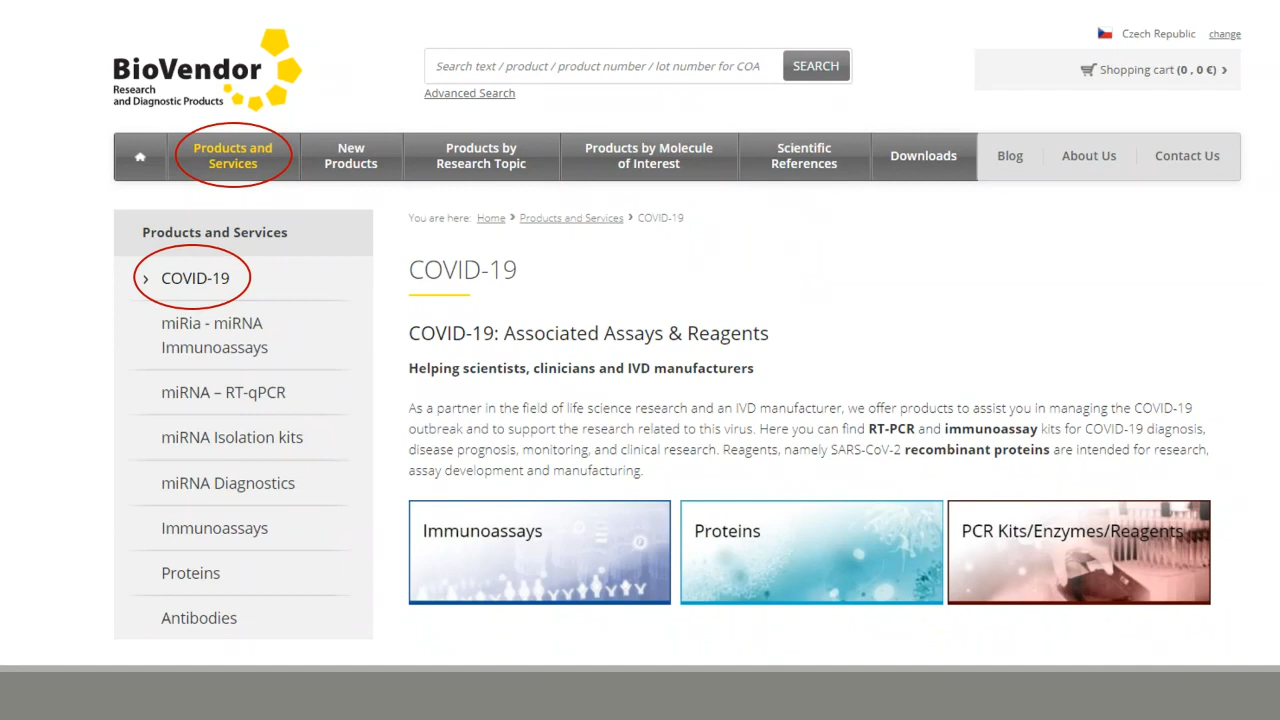 BioVendor
Research
and Diagnostic Products
Search text / product / product number / lot number for COA
SEARCH
Advanced Search
Czech Republic change
Shopping cart (0 , 0 €) ›
Products and
Services
New
Products
Products by
Research Topic
Products by Molecule
of Interest
Scientific
References
Downloads
Blog
About Us
Contact Us
Products and Services
› COVID-19
miRia - miRNA
Immunoassays
miRNA – RT-qPCR
miRNA Isolation kits
miRNA Diagnostics
Immunoassays
Proteins
Antibodies
You are here: Home › Products and Services › COVID-19
COVID-19
COVID-19: Associated Assays & Reagents
Helping scientists, clinicians and IVD manufacturers
As a partner in the field of life science research and an IVD manufacturer, we offer products to assist you in managing the COVID-19
outbreak and to support the research related to this virus. Here you can find RT-PCR and immunoassay kits for COVID-19 diagnosis,
disease prognosis, monitoring, and clinical research. Reagents, namely SARS-CoV-2 recombinant proteins are intended for research,
assay development and manufacturing.
Immunoassays
Proteins
PCR Kits/Enzymes/Reagents